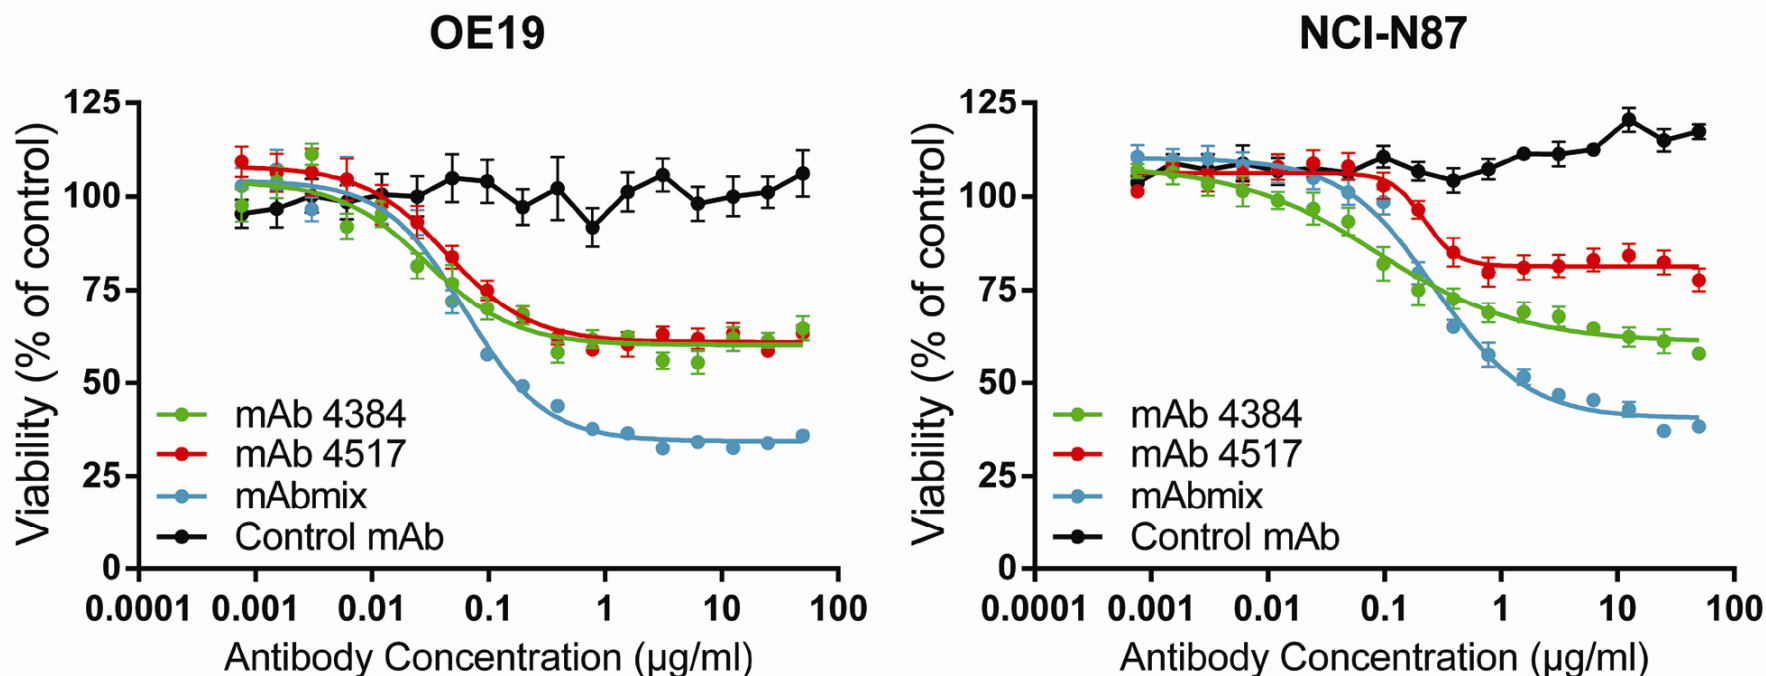 OE19
Viability (% of control)
125
100
75
50
25
0
mAb 4384
mAb 4517
mAbmix
Control mAb
0.0001 0.001 0.01 0.1 1 10 100
Antibody Concentration (µg/ml)
NCI-N87
Viability (% of control)
125
100
75
50
25
0
mAb 4384
mAb 4517
mAbmix
Control mAb
0.0001 0.001 0.01 0.1 1 10 100
Antibody Concentration (µg/ml)